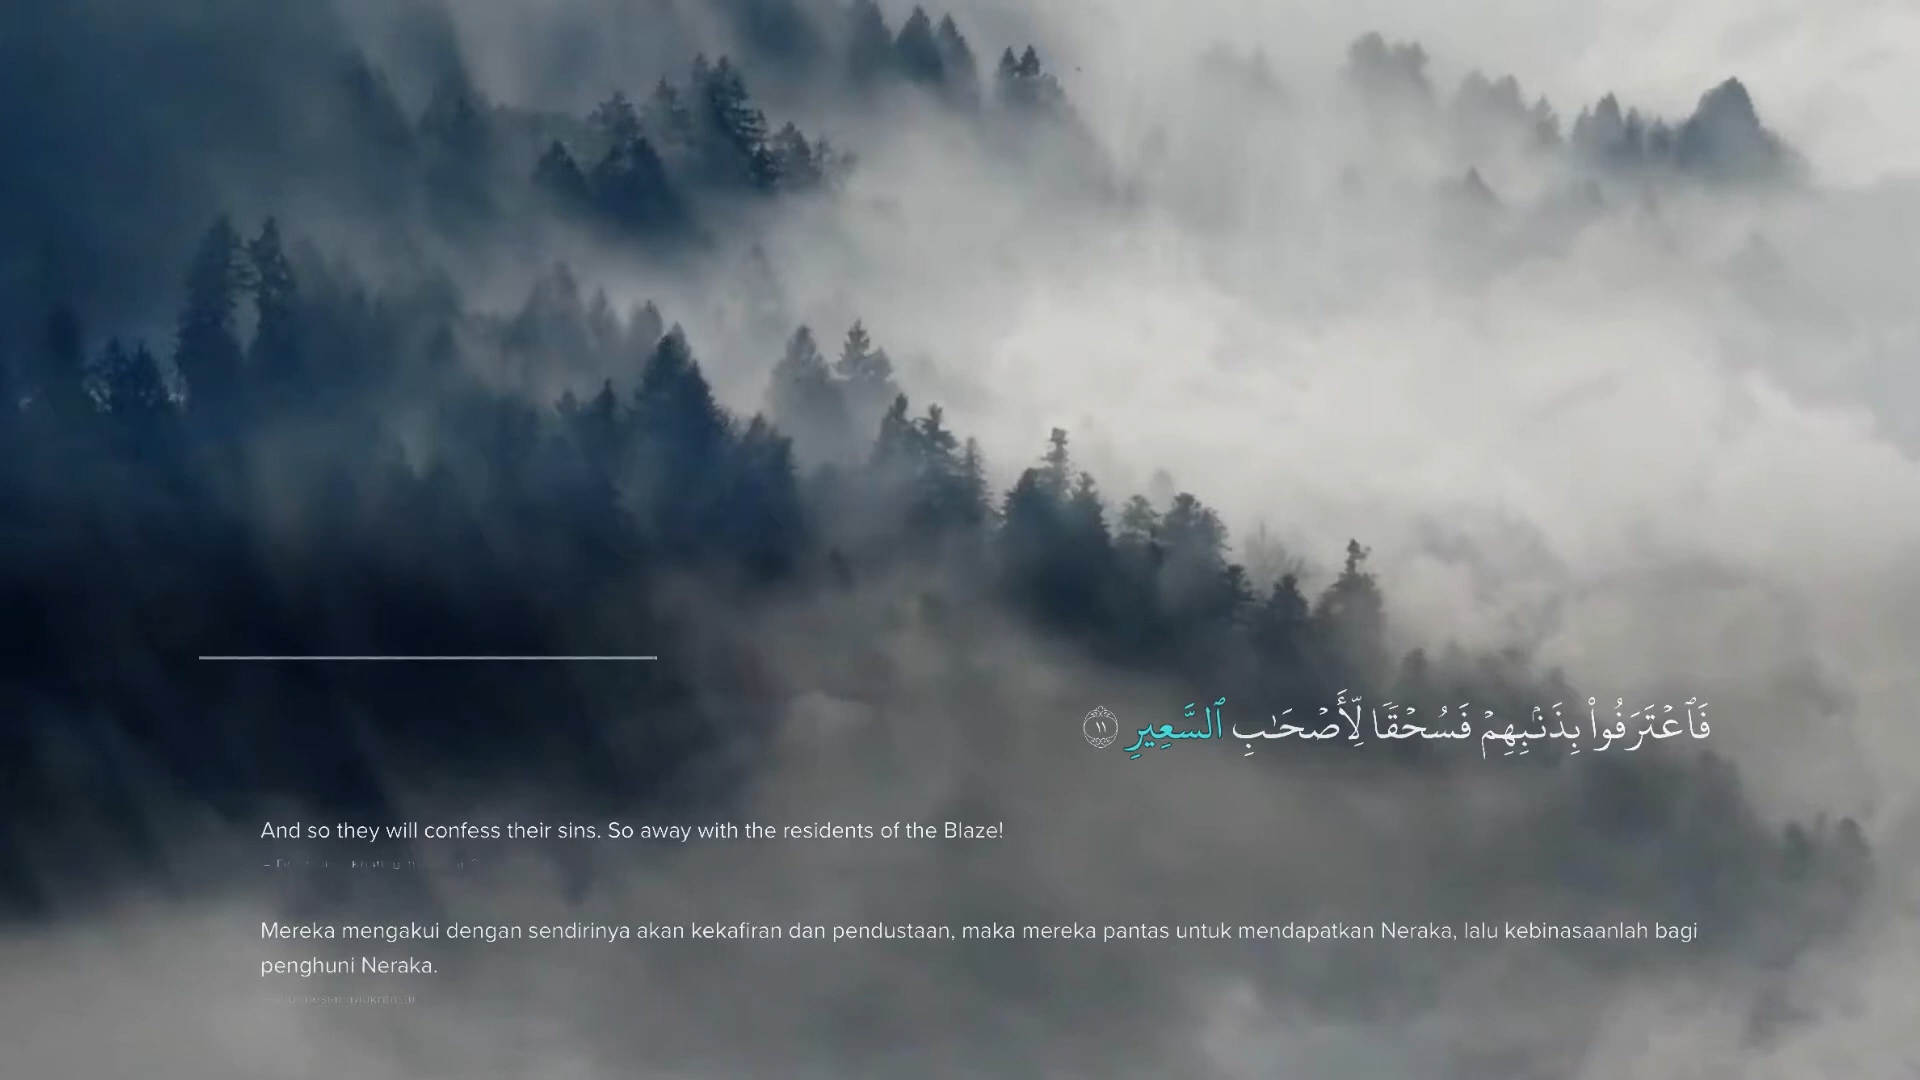 فَٱعْتَرَفُوا۟ بِذَنۢبِهِمْ فَسُحْقًا لِّأَصْحَـٰبِ ٱلسَّعِيرِ ١١
And so they will confess their sins. So away with the residents of the Blaze!
Mereka mengakui dengan sendirinya akan kekafiran dan pendustaan, maka mereka pantas untuk mendapatkan Neraka, lalu kebinasaanlah bagi
penghuni Neraka.